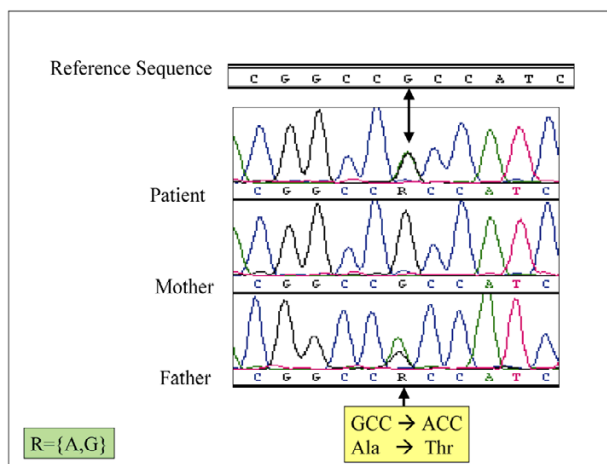 Reference Sequence C G G C C G C C A T C
Patient C G G C C R C C A T C
Mother C G G C C G C C A T C
Father C G G C C R C C A T C
R={A,G}
GCC → ACC
Ala → Thr